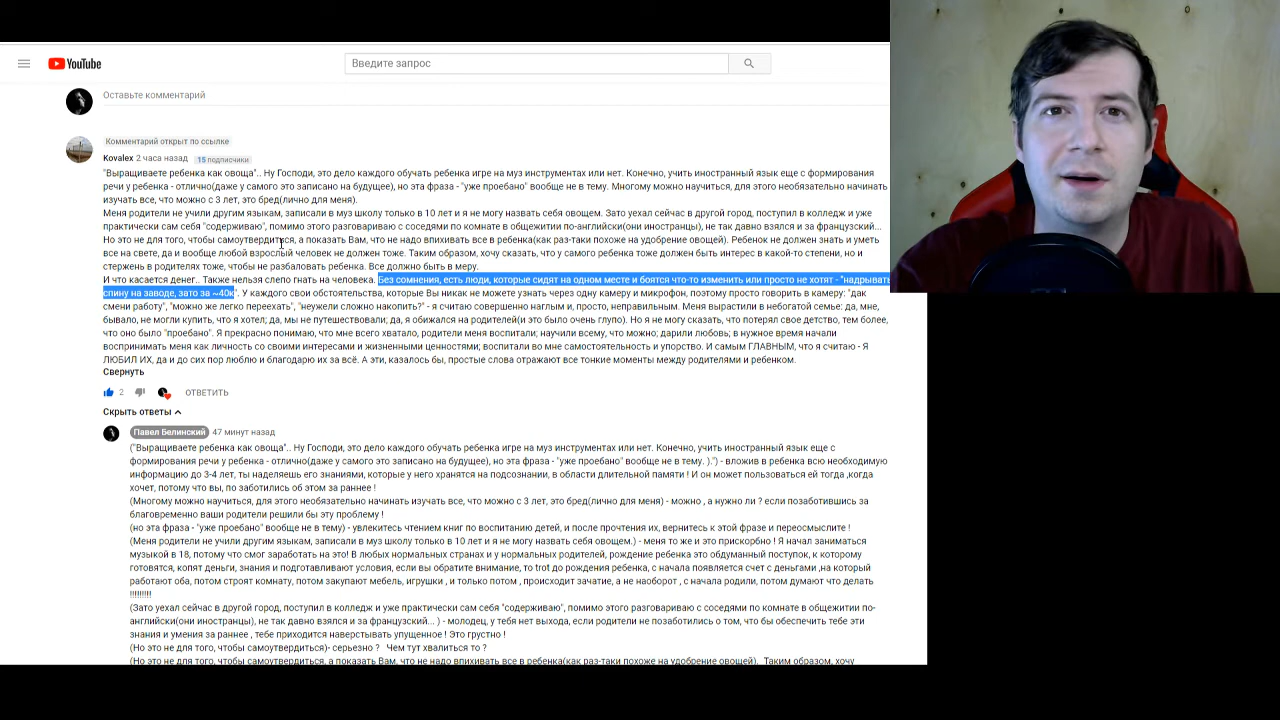 YouTube
Введите запрос
Оставьте комментарий
Комментарий открыт по ссылке
Kovalex 2 часа назад 15 подписчики
"Выращиваете ребенка как овоща".. Ну Господи, это дело каждого обучать ребенка игре на муз инструментах или нет. Конечно, учить иностранный язык еще с формирования
речи у ребенка - отлично(даже у самого это записано на будущее), но эта фраза - "уже проебано" вообще не в тему. Многому можно научиться, для этого необязательно начинать
изучать все, что можно с 3 лет, это бред(лично для меня).
Меня родители не учили другим языкам, записали в муз школу только в 10 лет и я не могу назвать себя овощем. Зато уехал сейчас в другой город, поступил в колледж и уже
практически сам себя "содерживаю", помимо этого разговариваю с соседями по комнате в общежитии по-английски(они иностранцы), не так давно взялся и за французский...
Но это не для того, чтобы самоутвердиться, а показать Вам, что не надо впихивать все в ребенка(как раз-таки похоже на удобрение овощей). Ребенок не должен знать и уметь
все на свете, да и вообще любой взрослый человек не должен тоже. Таким образом, хочу сказать, что у самого ребенка тоже должен быть интерес в какой-то степени, но и
стержень в родителях тоже, чтобы не разбаловать ребенка. Все должно быть в меру.
И что касается денег.. Также нельзя слепо гнать на человека. Без сомнения, есть люди, которые сидят на одном месте и боятся что-то изменить или просто не хотят - "надрывать
спину на заводе, зато за ~40к". У каждого свои обстоятельства, которые Вы никак не можете узнать через одну камеру и микрофон, поэтому просто говорить в камеру: "дак
смени работу", "можно же легко переехать", "неужели сложно накопить?" - я считаю совершенно наглым и, просто, неправильным. Меня вырастили в небогатой семье: да, мне,
бывало, не могли купить, что я хотел; да, мы не путешествовали; да, я обижался на родителей(и это было очень глупо). Но я не могу сказать, что потерял свое детство, тем более,
что оно было "проебано". Я прекрасно понимаю, что мне всего хватало, родители меня воспитали; научили всему, что можно; дарили любовь; в нужное время начали
воспринимать меня как личность со своими интересами и жизненными ценностями; воспитали во мне самостоятельность и упорство. И самым ГЛАВНЫМ, что я считаю - Я
ЛЮБИЛ ИХ, да и до сих пор люблю и благодарю их за всё. А эти, казалось бы, простые слова отражают все тонкие моменты между родителями и ребенком.
Свернуть
2 ОТВЕТИТЬ
Скрыть ответы
Павел Белинский 47 минут назад
("Выращиваете ребенка как овоща".. Ну Господи, это дело каждого обучать ребенка игре на муз инструментах или нет. Конечно, учить иностранный язык еще с
формирования речи у ребенка - отлично(даже у самого это записано на будущее), но эта фраза - "уже проебано" вообще не в тему. ).") - вложив в ребенка всю необходимую
информацию до 3-4 лет, ты наделяешь его знаниями, которые у него хранятся на подсознании, в области длительной памяти ! И он может пользоваться ей тогда ,когда
хочет, потому что вы, по заботились об этом за раннее !
(Многому можно научиться, для этого необязательно начинать изучать все, что можно с 3 лет, это бред(лично для меня) - можно , а нужно ли ? если позаботившись за
благовременно ваши родители решили бы эту проблему !
(но эта фраза - "уже проебано" вообще не в тему) - увлекитесь чтением книг по воспитанию детей, и после прочтения их, вернитесь к этой фразе и переосмыслите !
(Меня родители не учили другим языкам, записали в муз школу только в 10 лет и я не могу назвать себя овощем.) - меня то же и это прискорбно ! Я начал заниматься
музыкой в 18, потому что смог заработать на это! В любых нормальных странах и у нормальных родителей, рождение ребенка это обдуманный поступок, к которому
готовятся, копят деньги, знания и подготавливают условия, если вы обратите внимание, то trot до рождения ребенка, с начала появляется счет с деньгами ,на который
работают оба, потом строят комнату, потом закупают мебель, игрушки , и только потом , происходит зачатие, а не наоборот , с начала родили, потом думают что делать
!!!!!!!!!
(Зато уехал сейчас в другой город, поступил в колледж и уже практически сам себя "содерживаю", помимо этого разговариваю с соседями по комнате в общежитии по-
английски(они иностранцы), не так давно взялся и за французский... ) - молодец, у тебя нет выхода, если родители не позаботились о том, что бы обеспечить тебе эти
знания и умения за раннее , тебе приходится наверстывать упущенное ! Это грустно !
(Но это не для того, чтобы самоутвердиться)- серьезно ? Чем тут хвалиться то ?
(Но это не для того, чтобы самоутвердиться, а показать Вам, что не надо впихивать все в ребенка(как раз-таки похоже на удобрение овощей). Таким образом, хочу